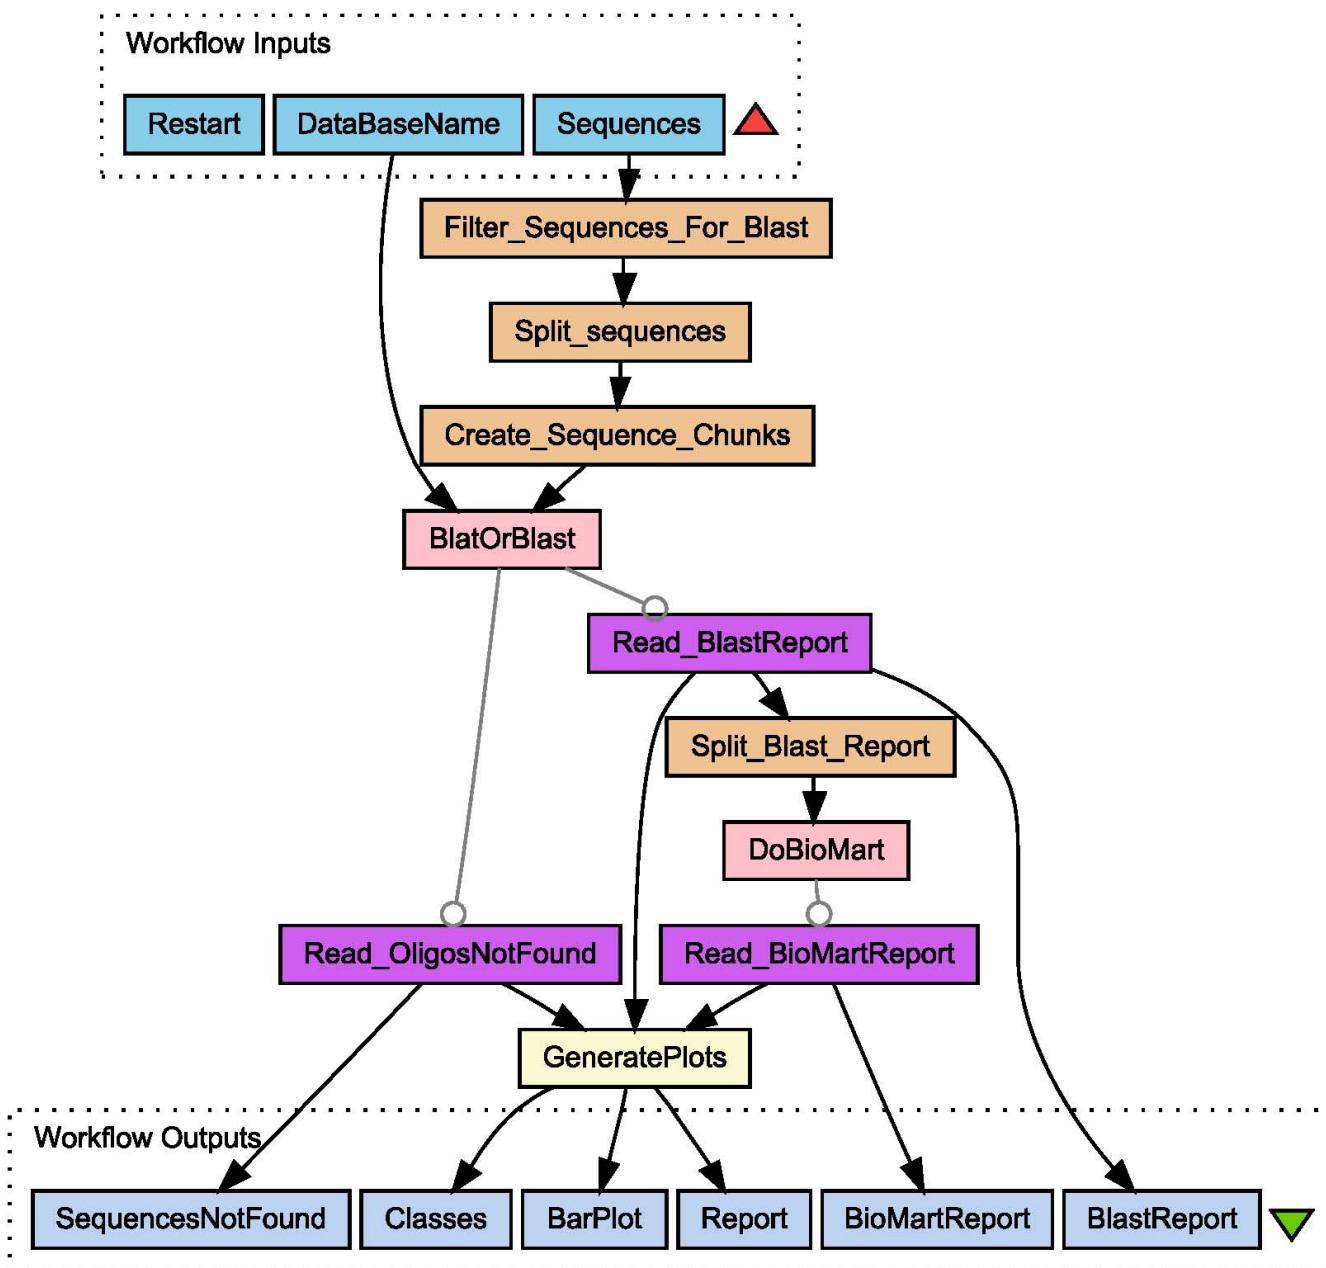 Workflow Inputs
Restart
DataBaseName
Sequences
Filter_Sequences_For_Blast
Split_sequences
Create_Sequence_Chunks
BlatOrBlast
Read_BlastReport
Split_Blast_Report
DoBioMart
Read_OligosNotFound
Read_BioMartReport
GeneratePlots
Workflow Outputs
SequencesNotFound
Classes
BarPlot
Report
BioMartReport
BlastReport